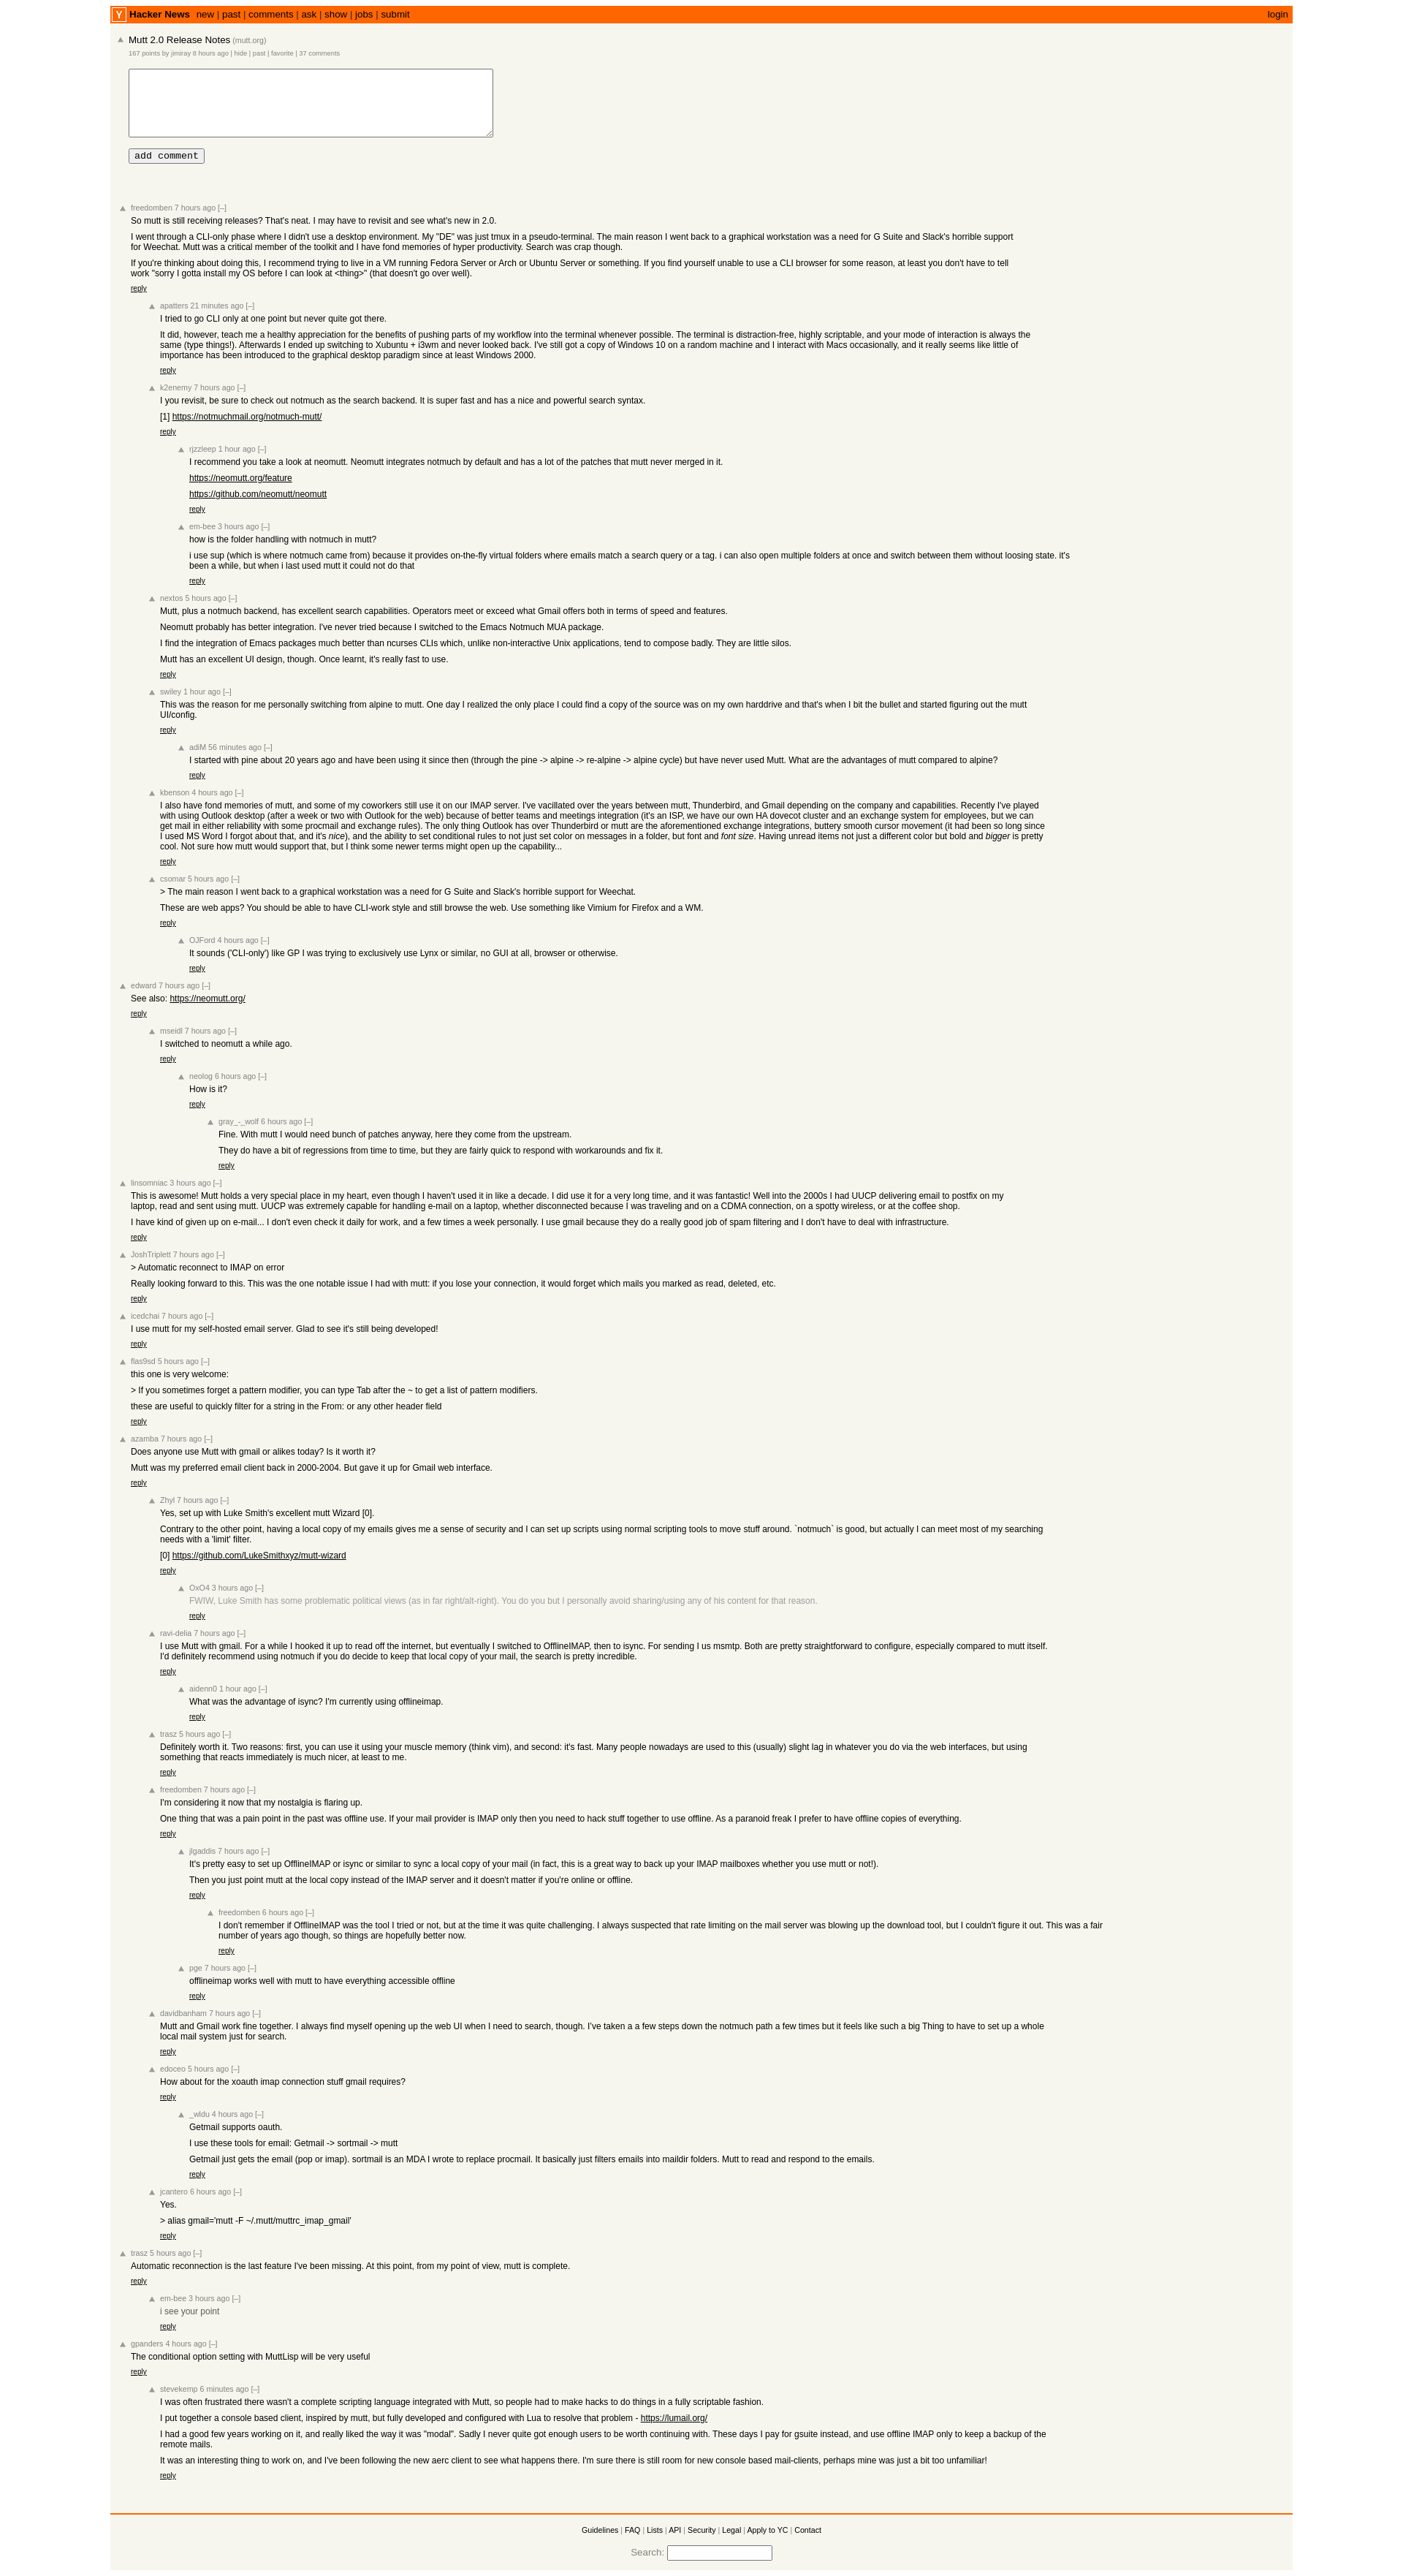 Y Hacker News new | past | comments | ask | show | jobs | submit login
Mutt 2.0 Release Notes (mutt.org)
167 points by jimiray 8 hours ago | hide | past | favorite | 37 comments
add comment
freedomben 7 hours ago [–]
So mutt is still receiving releases? That's neat. I may have to revisit and see what's new in 2.0.
I went through a CLI-only phase where I didn't use a desktop environment. My "DE" was just tmux in a pseudo-terminal. The main reason I went back to a graphical workstation was a need for G Suite and Slack's horrible support
for Weechat. Mutt was a critical member of the toolkit and I have fond memories of hyper productivity. Search was crap though.
If you're thinking about doing this, I recommend trying to live in a VM running Fedora Server or Arch or Ubuntu Server or something. If you find yourself unable to use a CLI browser for some reason, at least you don't have to tell
work "sorry I gotta install my OS before I can look at <thing>" (that doesn't go over well).
reply
apatters 21 minutes ago [–]
I tried to go CLI only at one point but never quite got there.
It did, however, teach me a healthy appreciation for the benefits of pushing parts of my workflow into the terminal whenever possible. The terminal is distraction-free, highly scriptable, and your mode of interaction is always the
same (type things!). Afterwards I ended up switching to Xubuntu + i3wm and never looked back. I've still got a copy of Windows 10 on a random machine and I interact with Macs occasionally, and it really seems like little of
importance has been introduced to the graphical desktop paradigm since at least Windows 2000.
reply
k2enemy 7 hours ago [–]
I you revisit, be sure to check out notmuch as the search backend. It is super fast and has a nice and powerful search syntax.
[1] https://notmuchmail.org/notmuch-mutt/
reply
rjzzleep 1 hour ago [–]
I recommend you take a look at neomutt. Neomutt integrates notmuch by default and has a lot of the patches that mutt never merged in it.
https://neomutt.org/feature
https://github.com/neomutt/neomutt
reply
em-bee 3 hours ago [–]
how is the folder handling with notmuch in mutt?
i use sup (which is where notmuch came from) because it provides on-the-fly virtual folders where emails match a search query or a tag. i can also open multiple folders at once and switch between them without loosing state. it's
been a while, but when i last used mutt it could not do that
reply
nextos 5 hours ago [–]
Mutt, plus a notmuch backend, has excellent search capabilities. Operators meet or exceed what Gmail offers both in terms of speed and features.
Neomutt probably has better integration. I've never tried because I switched to the Emacs Notmuch MUA package.
I find the integration of Emacs packages much better than ncurses CLIs which, unlike non-interactive Unix applications, tend to compose badly. They are little silos.
Mutt has an excellent UI design, though. Once learnt, it's really fast to use.
reply
swiley 1 hour ago [–]
This was the reason for me personally switching from alpine to mutt. One day I realized the only place I could find a copy of the source was on my own harddrive and that's when I bit the bullet and started figuring out the mutt
UI/config.
reply
adiM 56 minutes ago [–]
I started with pine about 20 years ago and have been using it since then (through the pine -> alpine -> re-alpine -> alpine cycle) but have never used Mutt. What are the advantages of mutt compared to alpine?
reply
kbenson 4 hours ago [–]
I also have fond memories of mutt, and some of my coworkers still use it on our IMAP server. I've vacillated over the years between mutt, Thunderbird, and Gmail depending on the company and capabilities. Recently I've played
with using Outlook desktop (after a week or two with Outlook for the web) because of better teams and meetings integration (it's an ISP, we have our own HA dovecot cluster and an exchange system for employees, but we can
get mail in either reliability with some procmail and exchange rules). The only thing Outlook has over Thunderbird or mutt are the aforementioned exchange integrations, buttery smooth cursor movement (it had been so long since
I used MS Word I forgot about that, and it's nice), and the ability to set conditional rules to not just set color on messages in a folder, but font and font size. Having unread items not just a different color but bold and bigger is pretty
cool. Not sure how mutt would support that, but I think some newer terms might open up the capability...
reply
csomar 5 hours ago [–]
> The main reason I went back to a graphical workstation was a need for G Suite and Slack's horrible support for Weechat.
These are web apps? You should be able to have CLI-work style and still browse the web. Use something like Vimium for Firefox and a WM.
reply
OJFord 4 hours ago [–]
It sounds ('CLI-only') like GP I was trying to exclusively use Lynx or similar, no GUI at all, browser or otherwise.
reply
edward 7 hours ago [–]
See also: https://neomutt.org/
reply
mseidl 7 hours ago [–]
I switched to neomutt a while ago.
reply
neolog 6 hours ago [–]
How is it?
reply
gray_-_wolf 6 hours ago [–]
Fine. With mutt I would need bunch of patches anyway, here they come from the upstream.
They do have a bit of regressions from time to time, but they are fairly quick to respond with workarounds and fix it.
reply
linsomniac 3 hours ago [–]
This is awesome! Mutt holds a very special place in my heart, even though I haven't used it in like a decade. I did use it for a very long time, and it was fantastic! Well into the 2000s I had UUCP delivering email to postfix on my
laptop, read and sent using mutt. UUCP was extremely capable for handling e-mail on a laptop, whether disconnected because I was traveling and on a CDMA connection, on a spotty wireless, or at the coffee shop.
I have kind of given up on e-mail... I don't even check it daily for work, and a few times a week personally. I use gmail because they do a really good job of spam filtering and I don't have to deal with infrastructure.
reply
JoshTriplett 7 hours ago [–]
> Automatic reconnect to IMAP on error
Really looking forward to this. This was the one notable issue I had with mutt: if you lose your connection, it would forget which mails you marked as read, deleted, etc.
reply
icedchai 7 hours ago [–]
I use mutt for my self-hosted email server. Glad to see it's still being developed!
reply
flas9sd 5 hours ago [–]
this one is very welcome:
> If you sometimes forget a pattern modifier, you can type Tab after the ~ to get a list of pattern modifiers.
these are useful to quickly filter for a string in the From: or any other header field
reply
azamba 7 hours ago [–]
Does anyone use Mutt with gmail or alikes today? Is it worth it?
Mutt was my preferred email client back in 2000-2004. But gave it up for Gmail web interface.
reply
Zhyl 7 hours ago [–]
Yes, set up with Luke Smith's excellent mutt Wizard [0].
Contrary to the other point, having a local copy of my emails gives me a sense of security and I can set up scripts using normal scripting tools to move stuff around. `notmuch` is good, but actually I can meet most of my searching
needs with a 'limit' filter.
[0] https://github.com/LukeSmithxyz/mutt-wizard
reply
OxO4 3 hours ago [–]
FWIW, Luke Smith has some problematic political views (as in far right/alt-right). You do you but I personally avoid sharing/using any of his content for that reason.
reply
ravi-delia 7 hours ago [–]
I use Mutt with gmail. For a while I hooked it up to read off the internet, but eventually I switched to OfflineIMAP, then to isync. For sending I us msmtp. Both are pretty straightforward to configure, especially compared to mutt itself.
I'd definitely recommend using notmuch if you do decide to keep that local copy of your mail, the search is pretty incredible.
reply
aidenn0 1 hour ago [–]
What was the advantage of isync? I'm currently using offlineimap.
reply
trasz 5 hours ago [–]
Definitely worth it. Two reasons: first, you can use it using your muscle memory (think vim), and second: it's fast. Many people nowadays are used to this (usually) slight lag in whatever you do via the web interfaces, but using
something that reacts immediately is much nicer, at least to me.
reply
freedomben 7 hours ago [–]
I'm considering it now that my nostalgia is flaring up.
One thing that was a pain point in the past was offline use. If your mail provider is IMAP only then you need to hack stuff together to use offline. As a paranoid freak I prefer to have offline copies of everything.
reply
jlgaddis 7 hours ago [–]
It's pretty easy to set up OfflineIMAP or isync or similar to sync a local copy of your mail (in fact, this is a great way to back up your IMAP mailboxes whether you use mutt or not!).
Then you just point mutt at the local copy instead of the IMAP server and it doesn't matter if you're online or offline.
reply
freedomben 6 hours ago [–]
I don't remember if OfflineIMAP was the tool I tried or not, but at the time it was quite challenging. I always suspected that rate limiting on the mail server was blowing up the download tool, but I couldn't figure it out. This was a fair
number of years ago though, so things are hopefully better now.
reply
pge 7 hours ago [–]
offlineimap works well with mutt to have everything accessible offline
reply
davidbanham 7 hours ago [–]
Mutt and Gmail work fine together. I always find myself opening up the web UI when I need to search, though. I've taken a a few steps down the notmuch path a few times but it feels like such a big Thing to have to set up a whole
local mail system just for search.
reply
edoceo 5 hours ago [–]
How about for the xoauth imap connection stuff gmail requires?
reply
_wldu 4 hours ago [–]
Getmail supports oauth.
I use these tools for email: Getmail -> sortmail -> mutt
Getmail just gets the email (pop or imap). sortmail is an MDA I wrote to replace procmail. It basically just filters emails into maildir folders. Mutt to read and respond to the emails.
reply
jcantero 6 hours ago [–]
Yes.
> alias gmail='mutt -F ~/.mutt/muttrc_imap_gmail'
reply
trasz 5 hours ago [–]
Automatic reconnection is the last feature I've been missing. At this point, from my point of view, mutt is complete.
reply
em-bee 3 hours ago [–]
i see your point
reply
gpanders 4 hours ago [–]
The conditional option setting with MuttLisp will be very useful
reply
stevekemp 6 minutes ago [–]
I was often frustrated there wasn't a complete scripting language integrated with Mutt, so people had to make hacks to do things in a fully scriptable fashion.
I put together a console based client, inspired by mutt, but fully developed and configured with Lua to resolve that problem - https://lumail.org/
I had a good few years working on it, and really liked the way it was "modal". Sadly I never quite got enough users to be worth continuing with. These days I pay for gsuite instead, and use offline IMAP only to keep a backup of the
remote mails.
It was an interesting thing to work on, and I've been following the new aerc client to see what happens there. I'm sure there is still room for new console based mail-clients, perhaps mine was just a bit too unfamiliar!
reply
Guidelines | FAQ | Lists | API | Security | Legal | Apply to YC | Contact
Search: